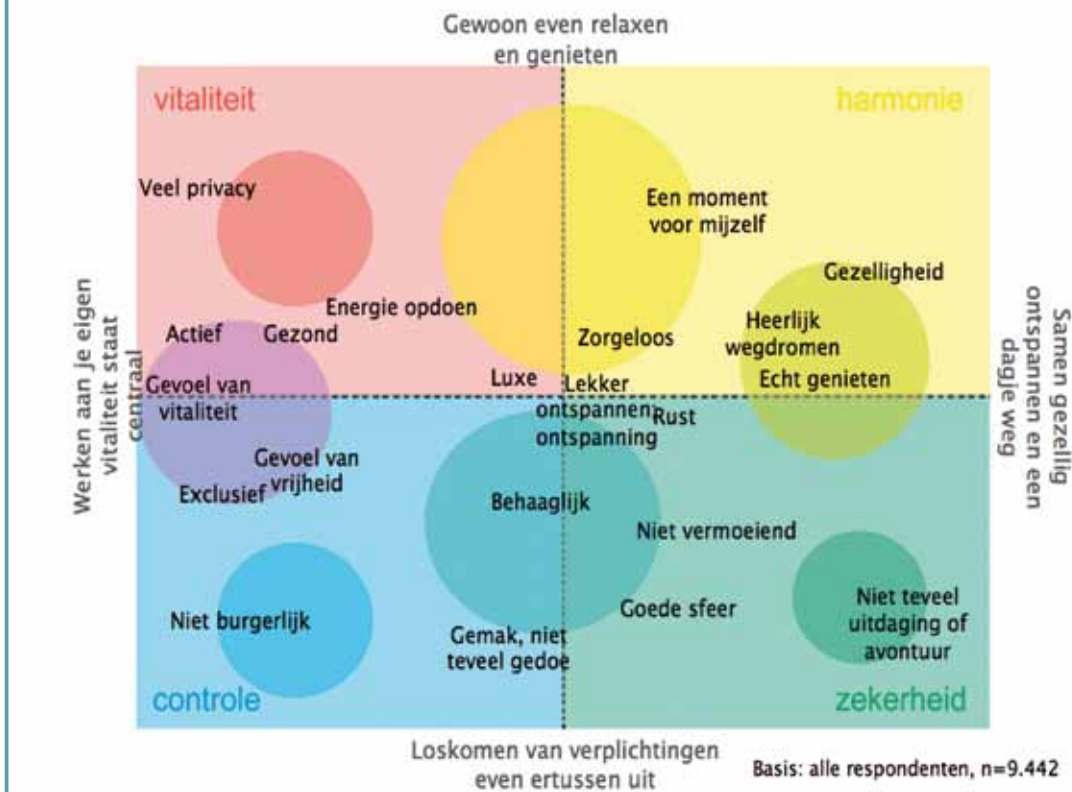 Gewoon even relaxen
en genieten
vitaliteit
harmonie
Veel privacy
Een moment
voor mijzelf
Gezelligheid
Energie opdoen
Actief
Gezond
Zorgeloos
Heerlijk
wegdromen
Luxe
Lekker
ontspannen,
ontspanning
Echt genieten
Gevoel van
vitaliteit
Rust
Gevoel van
vrijheid
Exclusief
Behaaglijk
Niet vermoeiend
Niet burgerlijk
Gemak, niet
teveel gedoe
Goede sfeer
Niet teveel
uitdaging of
avontuur
controle
zekerheid
Werken aan je eigen
vitaliteit staat
centraal
Samen gezellig
ontspannen en een
dagje weg
Loskomen van verplichtingen
even ertussen uit
Basis: alle respondenten, n=9.442